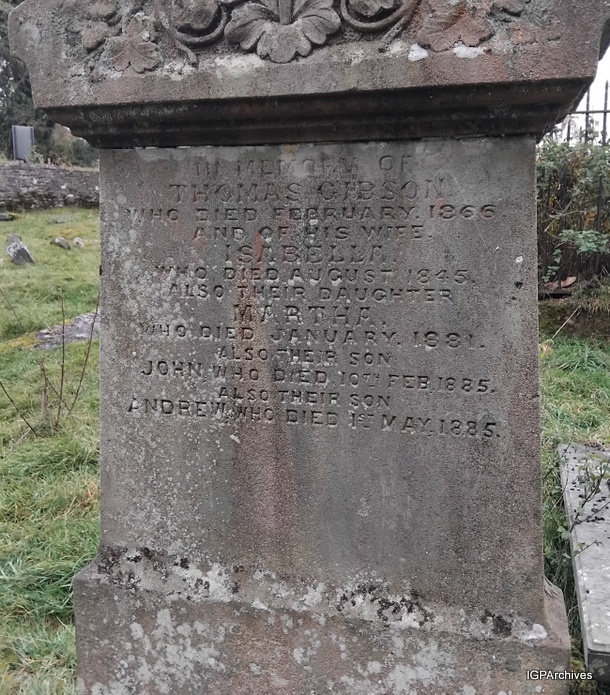 IN MEMORY OF
THOMAS GIBSON
WHO DIED FEBRUARY. 1866.
AND OF HIS WIFE.
ISABELLA
WHO DIED AUGUST 1845.
ALSO THEIR DAUGHTER
MARTHA.
WHO DIED JANUARY. 1881.
ALSO THEIR SON
JOHN. WHO DIED 10TH FEB. 1885.
ALSO THEIR SON
ANDREW. WHO DIED 1ST MAY. 1885.
IGPArchives